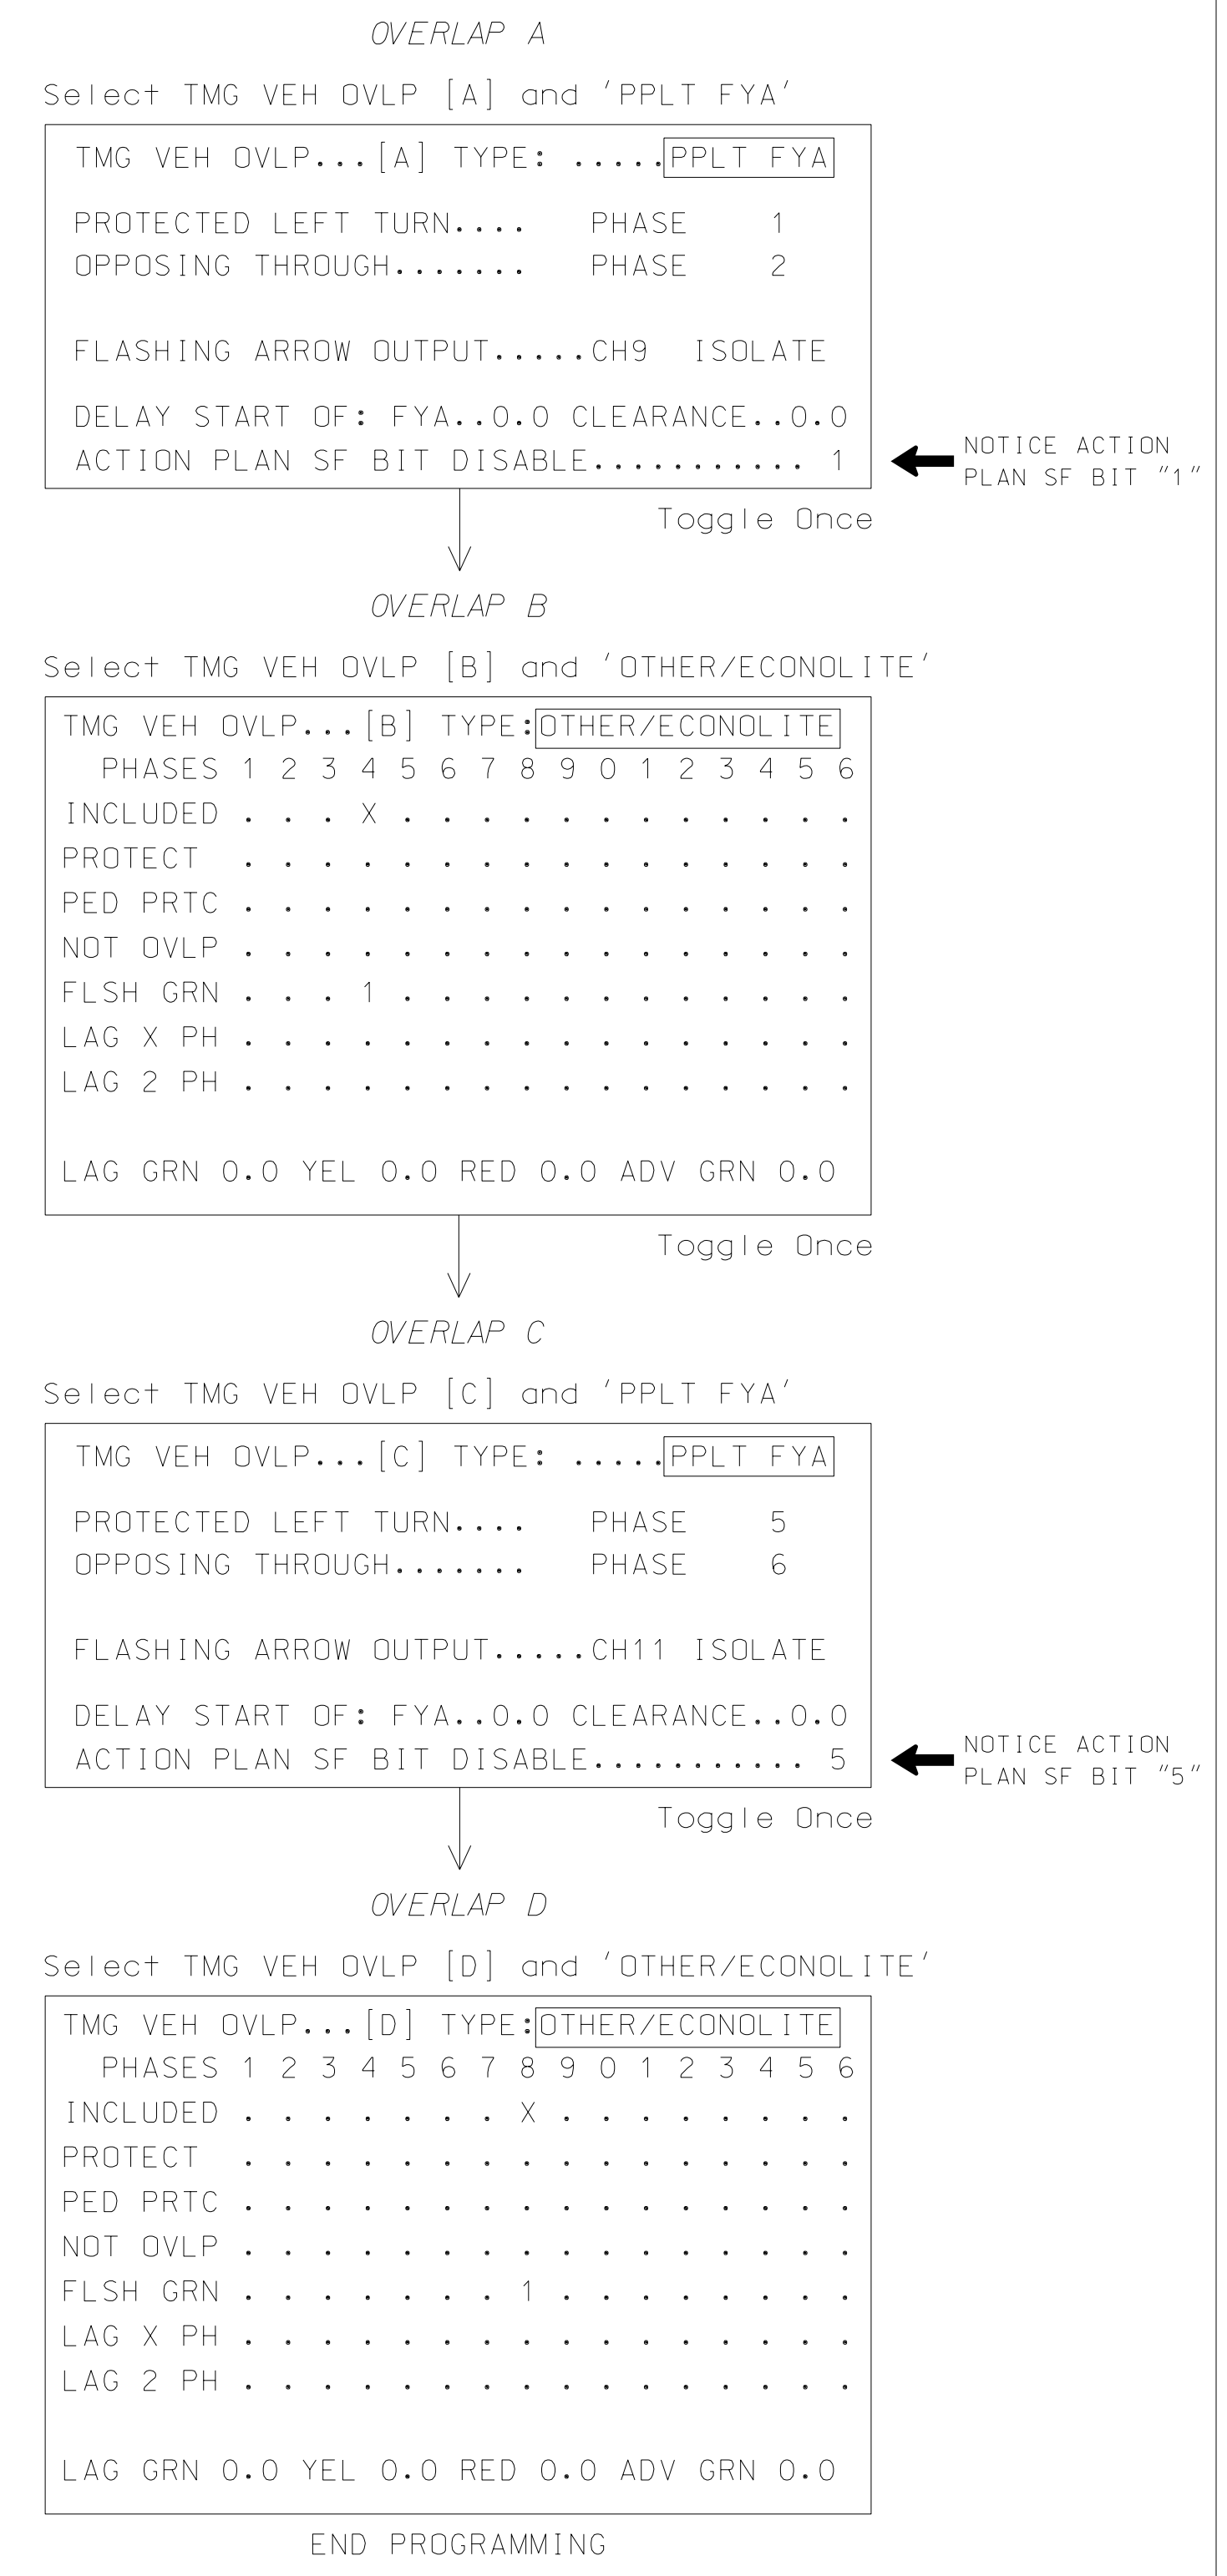 OVERLAP A
Select TMG VEH OVLP [A] and 'PPLT FYA'
TMG VEH OVLP...[A] TYPE: .....PPLT FYA
PROTECTED LEFT TURN.... PHASE 1
OPPOSING THROUGH....... PHASE 2
FLASHING ARROW OUTPUT.....CH9 ISOLATE
DELAY START OF: FYA..0.0 CLEARANCE..0.0
ACTION PLAN SF BIT DISABLE........... 1
NOTICE ACTION
PLAN SF BIT "1"
Toggle Once
OVERLAP B
Select TMG VEH OVLP [B] and 'OTHER/ECONOLITE'
TMG VEH OVLP...[B] TYPE:OTHER/ECONOLITE
PHASES 1 2 3 4 5 6 7 8 9 0 1 2 3 4 5 6
INCLUDED . . . X . . . . . . . . . . . .
PROTECT . . . . . . . . . . . . . . . .
PED PRTC . . . . . . . . . . . . . . . .
NOT OVLP . . . . . . . . . . . . . . . .
FLSH GRN . . . 1 . . . . . . . . . . . .
LAG X PH . . . . . . . . . . . . . . . .
LAG 2 PH . . . . . . . . . . . . . . . .
LAG GRN 0.0 YEL 0.0 RED 0.0 ADV GRN 0.0
Toggle Once
OVERLAP C
Select TMG VEH OVLP [C] and 'PPLT FYA'
TMG VEH OVLP...[C] TYPE: .....PPLT FYA
PROTECTED LEFT TURN.... PHASE 5
OPPOSING THROUGH....... PHASE 6
FLASHING ARROW OUTPUT.....CH11 ISOLATE
DELAY START OF: FYA..0.0 CLEARANCE..0.0
ACTION PLAN SF BIT DISABLE........... 5
NOTICE ACTION
PLAN SF BIT "5"
Toggle Once
OVERLAP D
Select TMG VEH OVLP [D] and 'OTHER/ECONOLITE'
TMG VEH OVLP...[D] TYPE:OTHER/ECONOLITE
PHASES 1 2 3 4 5 6 7 8 9 0 1 2 3 4 5 6
INCLUDED . . . . . . . X . . . . . . . .
PROTECT . . . . . . . . . . . . . . . .
PED PRTC . . . . . . . . . . . . . . . .
NOT OVLP . . . . . . . . . . . . . . . .
FLSH GRN . . . . . . . 1 . . . . . . . .
LAG X PH . . . . . . . . . . . . . . . .
LAG 2 PH . . . . . . . . . . . . . . . .
LAG GRN 0.0 YEL 0.0 RED 0.0 ADV GRN 0.0
END PROGRAMMING